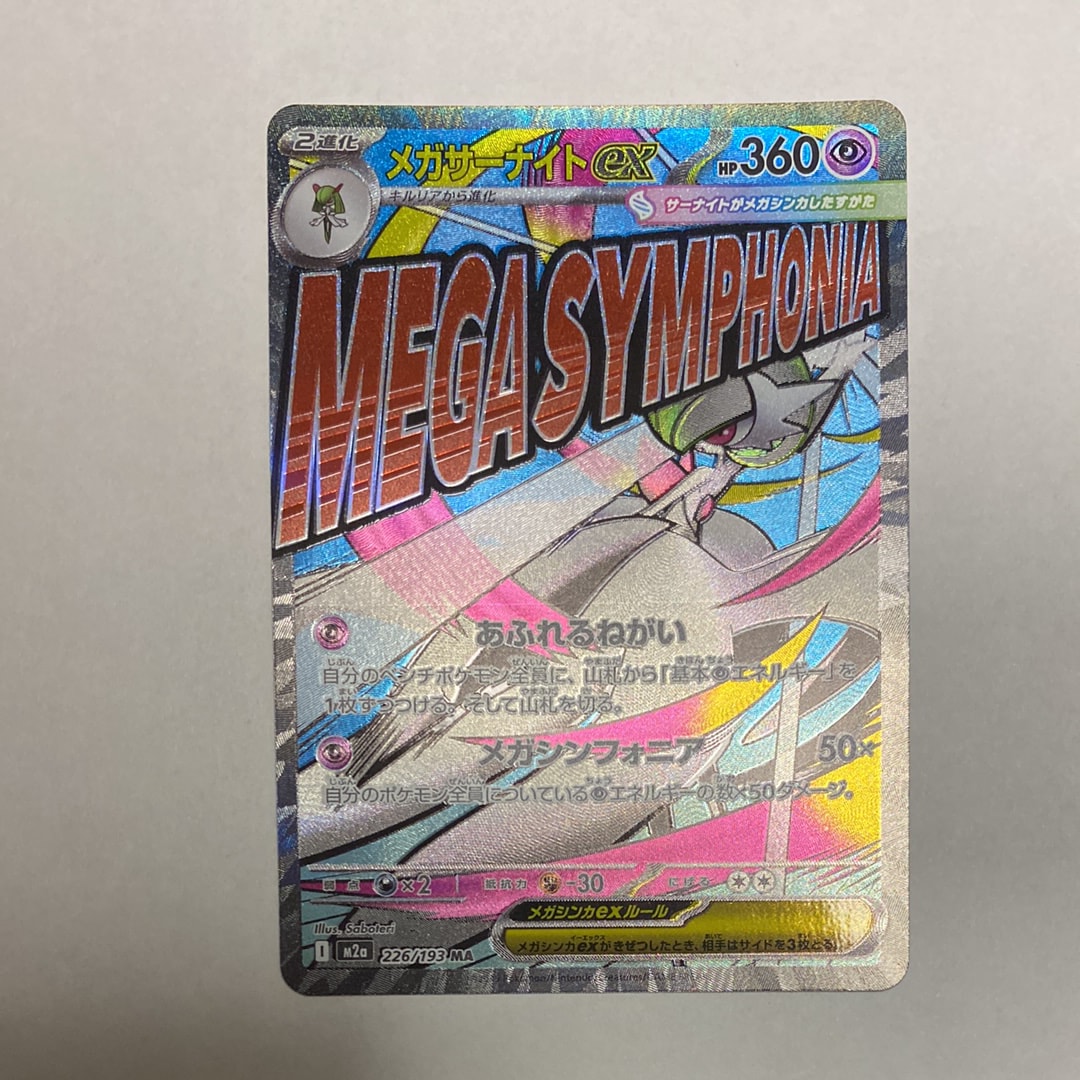 2進化
メガサーナイトex
HP360
キルリアから進化
サーナイトがメガシンカしたすがた
MEGA SYMPHONIA
あふれるねがい
自分のベンチポケモン全員に、山札から「基本エネルギー」を
1枚ずつつける。そして山札を切る。
メガシンフォニア 50×
自分のポケモン全員についているエネルギーの数×50ダメージ。
弱点 ×2 抵抗力 -30 にげる
メガシンカexルール
メガシンカexがきぜつしたとき、相手はサイドを3枚とる。
Illus. Saboteri
I M2a 226/193 MA